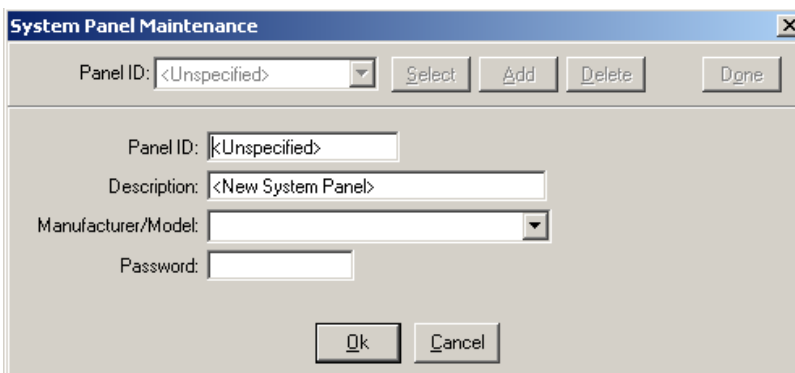 System Panel Maintenance
Panel ID: <Unspecified> Select Add Delete Done
Panel ID: <Unspecified>
Description: <New System Panel>
Manufacturer/Model:
Password:
Ok Cancel